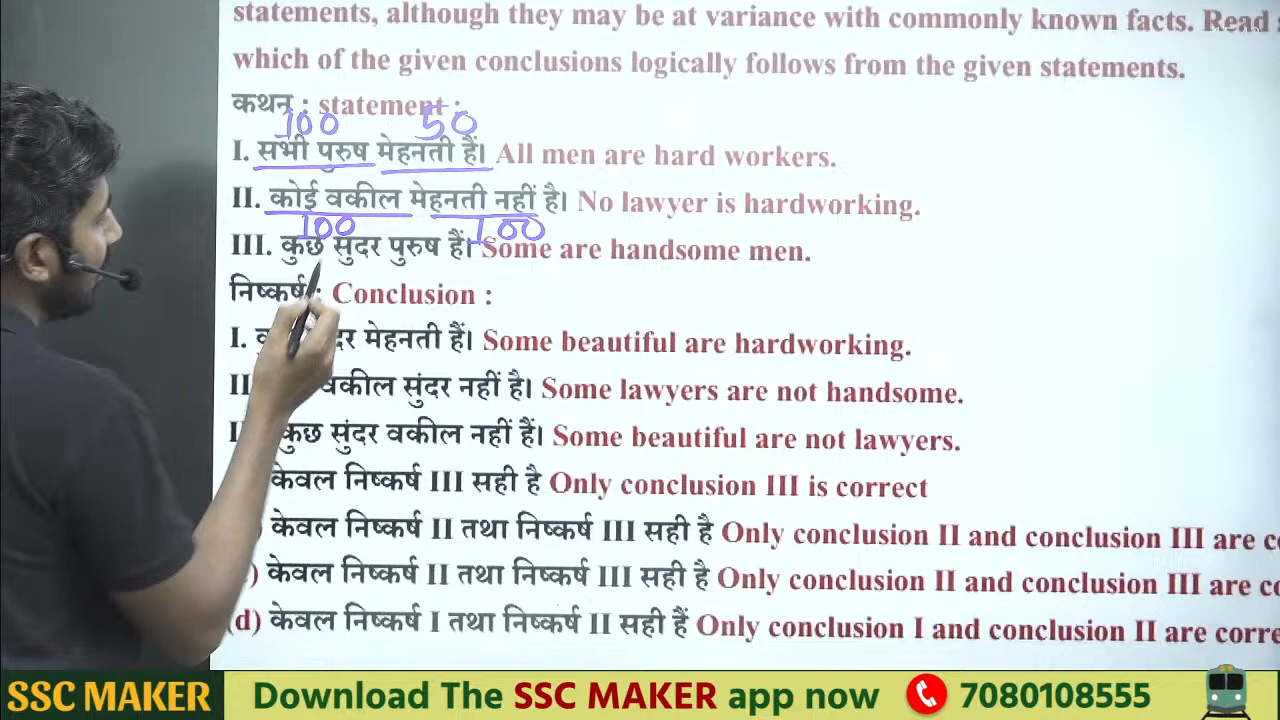 statements, although they may be at variance with commonly known facts. Read
which of the given conclusions logically follows from the given statements.
कथन : statement :
100 50
I. सभी पुरुष मेहनती हैं। All men are hard workers.
II. कोई वकील मेहनती नहीं है। No lawyer is hardworking.
100 100
III. कुछ सुंदर पुरुष हैं। Some are handsome men.
निष्कर्ष : Conclusion :
I. मेहनती हैं। Some beautiful are hardworking.
वकील सुंदर नहीं है। Some lawyers are not handsome.
कुछ सुंदर वकील नहीं हैं। Some beautiful are not lawyers.
केवल निष्कर्ष III सही है Only conclusion III is correct
केवल निष्कर्ष II तथा निष्कर्ष III सही है Only conclusion II and conclusion III are
) केवल निष्कर्ष II तथा निष्कर्ष III सही है Only conclusion II and conclusion III are
(d) केवल निष्कर्ष I तथा निष्कर्ष II सही हैं Only conclusion I and conclusion II are
SSC MAKER Download The SSC MAKER app now 7080108555